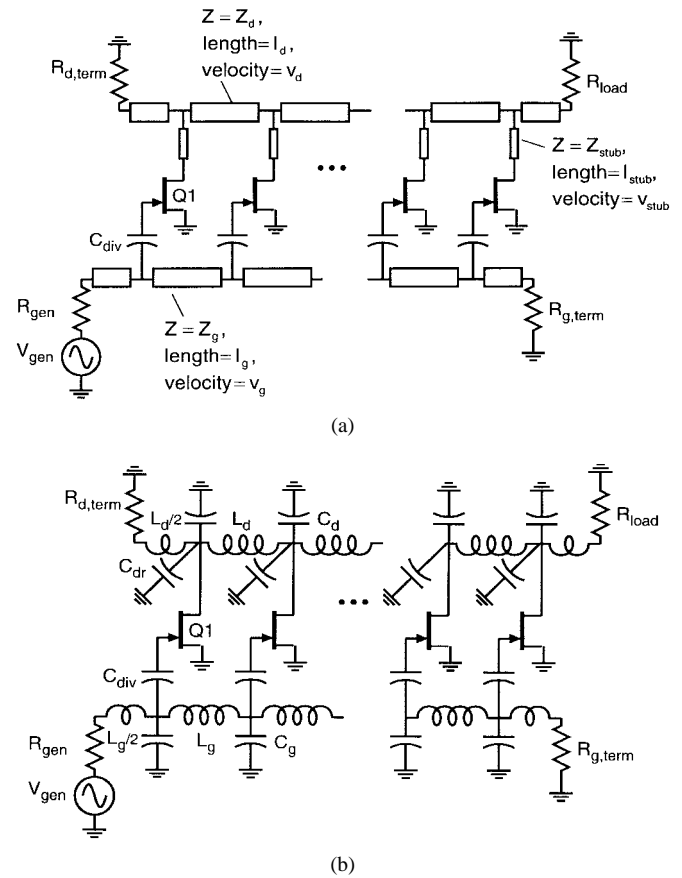 Z = Z_d,
length= l_d,
velocity= v_d
R_d,term
R_load
Z = Z_stub,
length= l_stub,
velocity= v_stub
Q1
C_div
R_gen
V_gen
R_g,term
Z = Z_g,
length= l_g,
velocity= v_g
(a)
R_d,term
L_d/2
L_d
C_d
R_load
C_dr
Q1
C_div
R_gen
L_g/2
L_g
C_g
R_g,term
V_gen
(b)